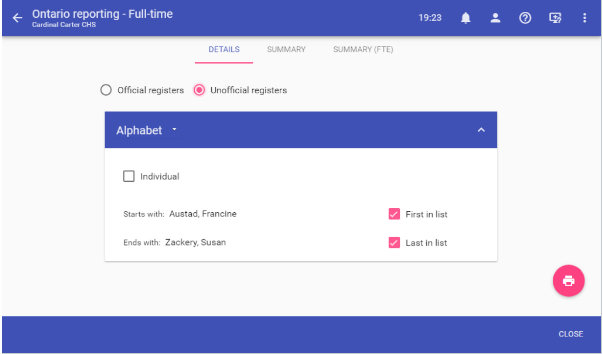 Ontario reporting - Full-time
Cardinal Carter CHS
19:23
DETAILS SUMMARY SUMMARY (FTE)
Official registers Unofficial registers
Alphabet
Individual
Starts with: Austad, Francine First in list
Ends with: Zackery, Susan Last in list
CLOSE